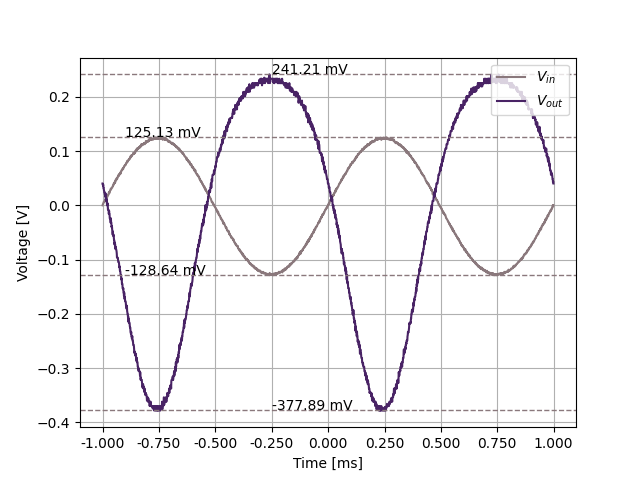 241.21 mV
V_in
V_out
125.13 mV
-128.64 mV
-377.89 mV
0.2
0.1
0.0
−0.1
−0.2
−0.3
−0.4
Voltage [V]
-1.000 -0.750 -0.500 -0.250 0.000 0.250 0.500 0.750 1.000
Time [ms]